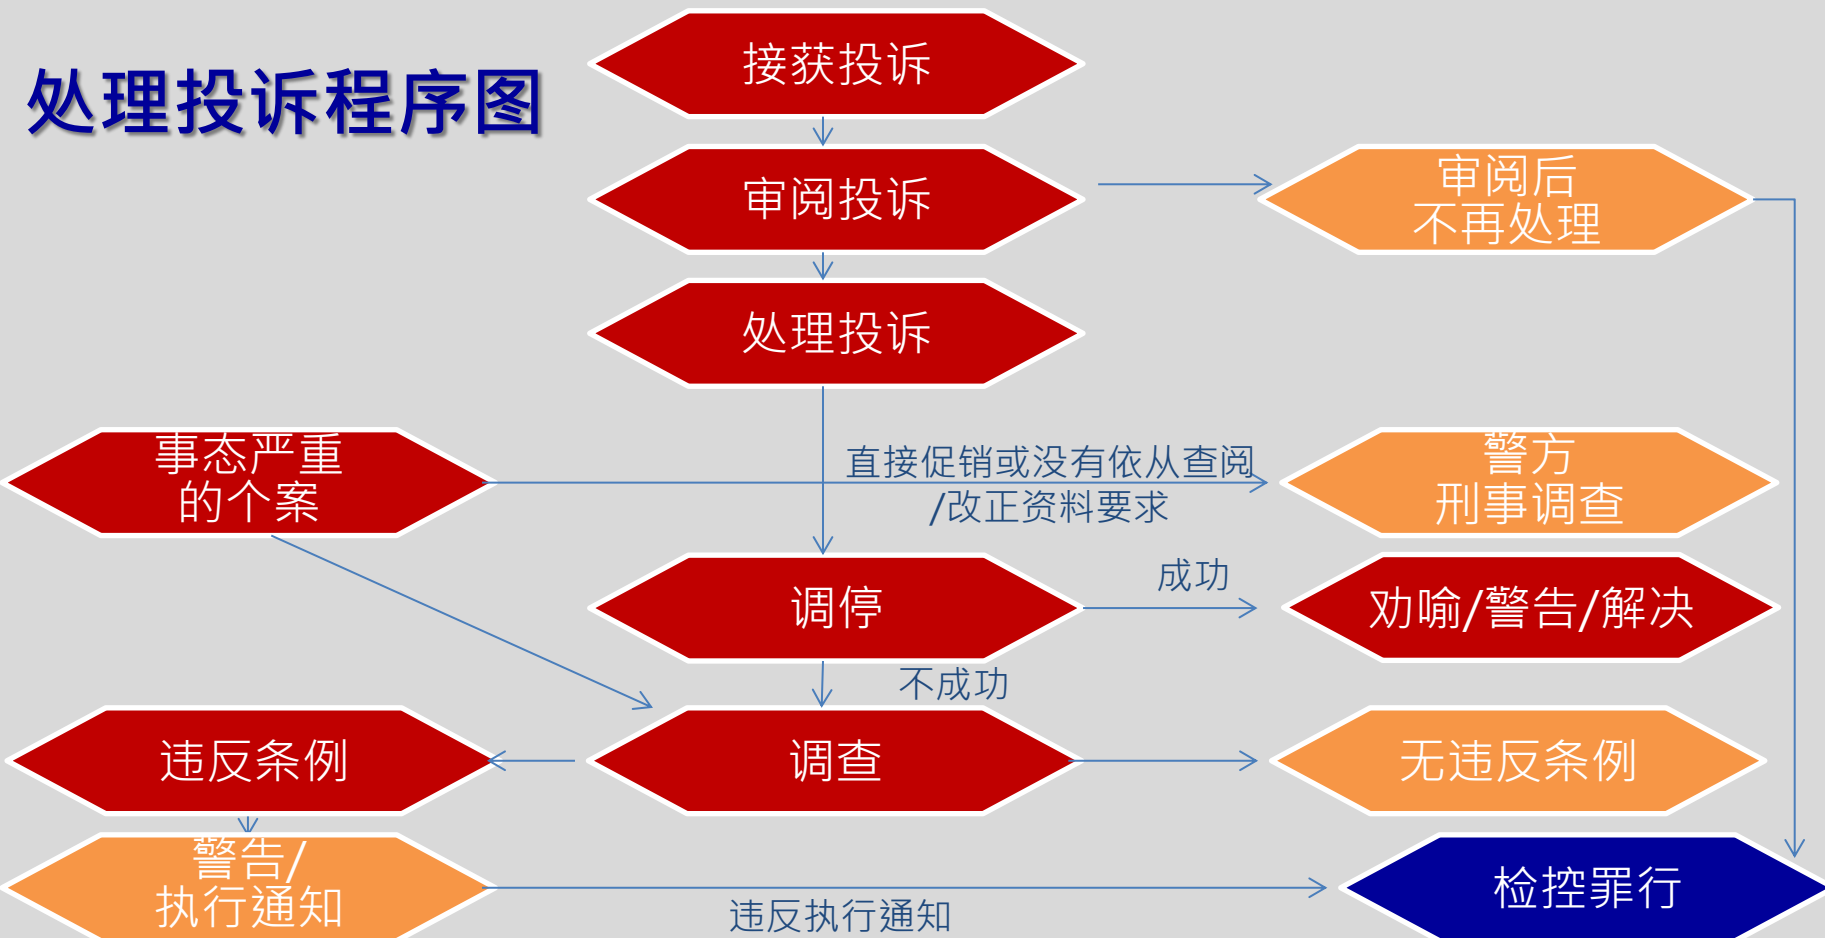 处理投诉程序图
接获投诉
审阅投诉
审阅后
不再处理
处理投诉
事态严重
的个案
直接促销或没有依从查阅
/改正资料要求
警方
刑事调查
调停
成功
劝喻/警告/解决
不成功
违反条例
调查
无违反条例
警告/
执行通知
违反执行通知
检控罪行